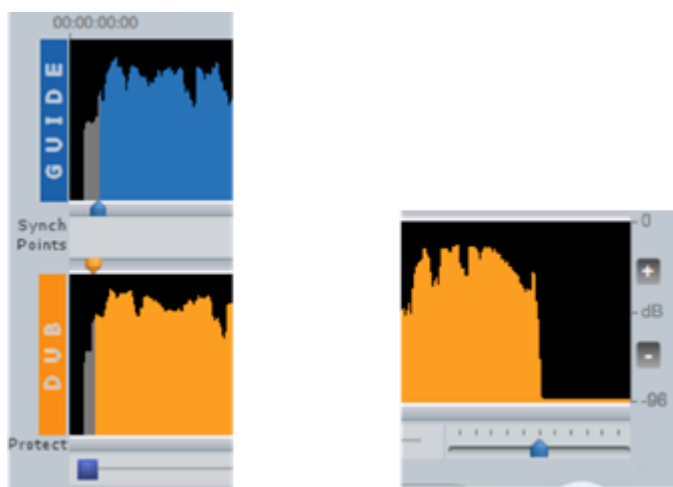 00:00:00:00
GUIDE
Synch
Points
DUB
Protect
0
+
dB
-
-96